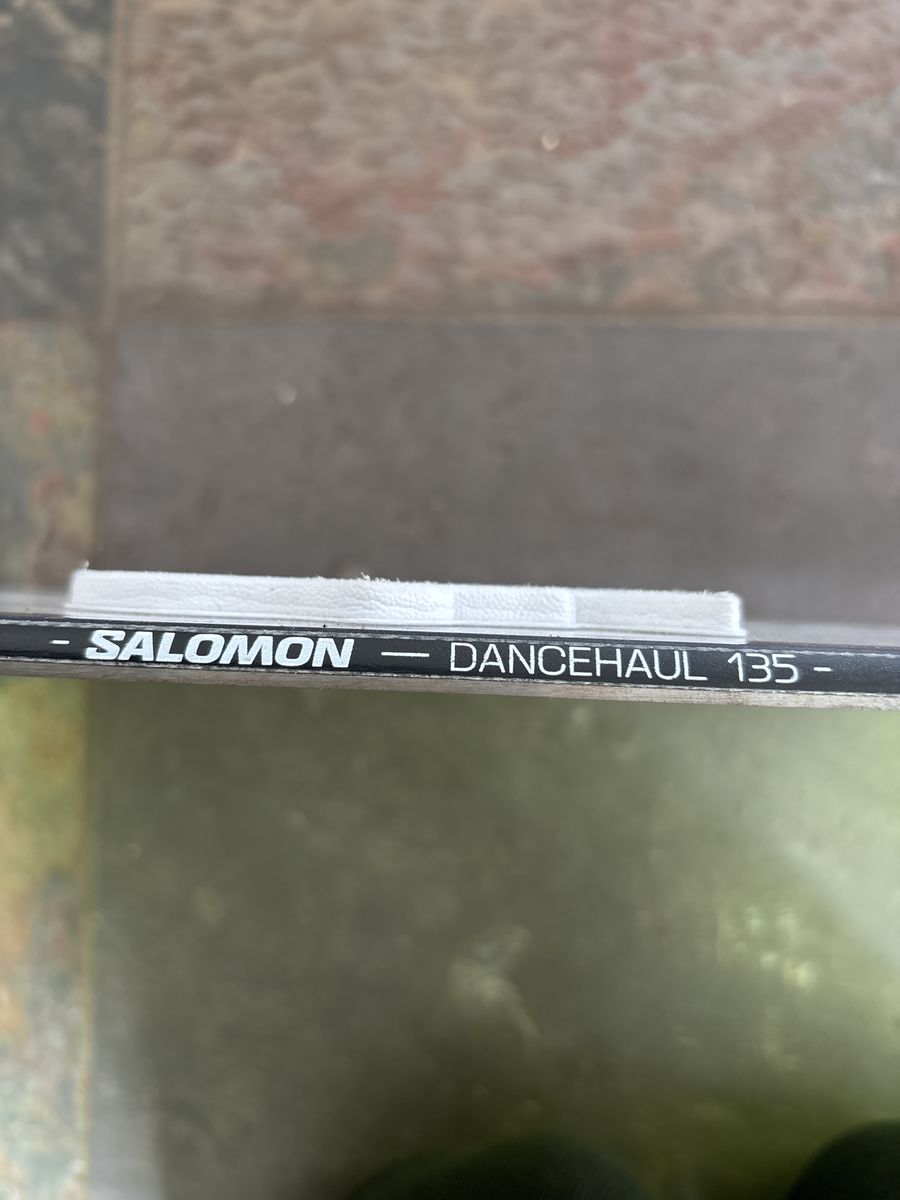 - SALOMON — DANCEHAUL 135 -